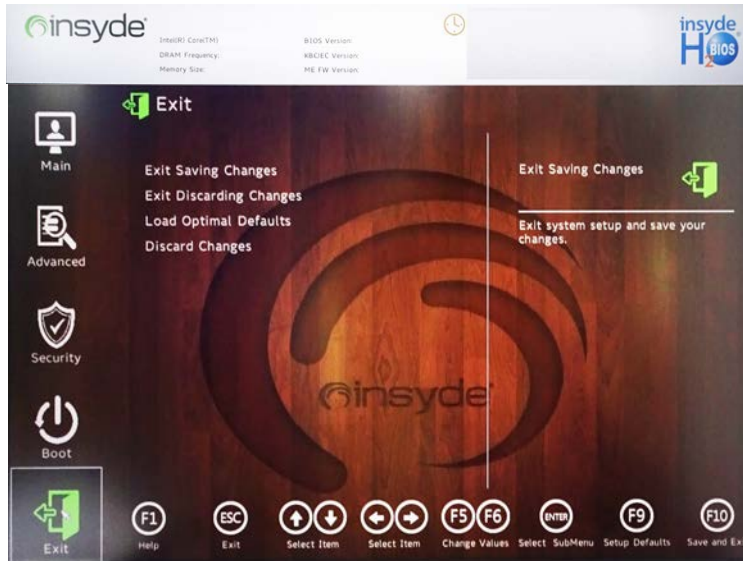 insyde
insyde
H2O BIOS
Intel(R) Core(TM)
BIOS Version:
DRAM Frequency:
KBC/EC Version:
Memory Size:
ME FW Version:
Exit
Main
Advanced
Security
Boot
Exit
Exit Saving Changes
Exit Discarding Changes
Load Optimal Defaults
Discard Changes
Exit Saving Changes
Exit system setup and save your
changes.
insyde
F1
Help
ESC
Exit
Select Item
Select Item
F5 F6
Change Values
ENTER
Select SubMenu
F9
Setup Defaults
F10
Save and Ex